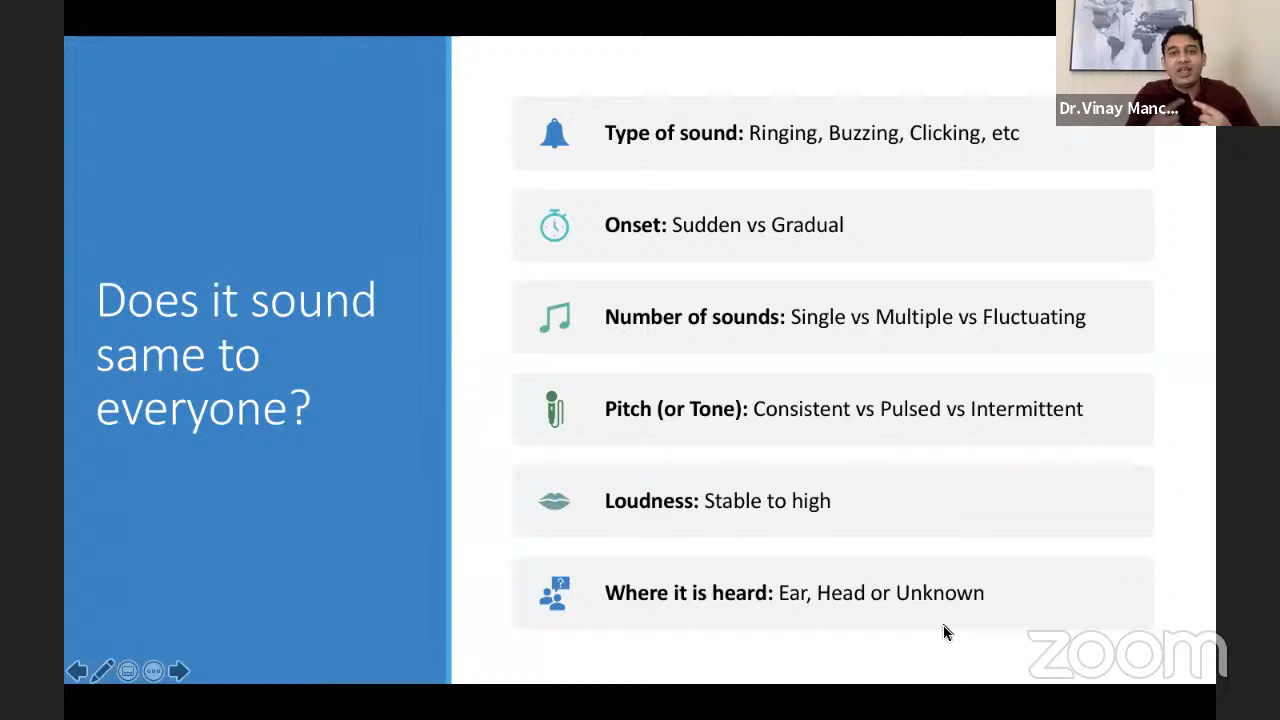 Does it sound
same to
everyone?
Type of sound: Ringing, Buzzing, Clicking, etc
Onset: Sudden vs Gradual
Number of sounds: Single vs Multiple vs Fluctuating
Pitch (or Tone): Consistent vs Pulsed vs Intermittent
Loudness: Stable to high
?
Where it is heard: Ear, Head or Unknown
Dr.Vinay Manc...
zoom